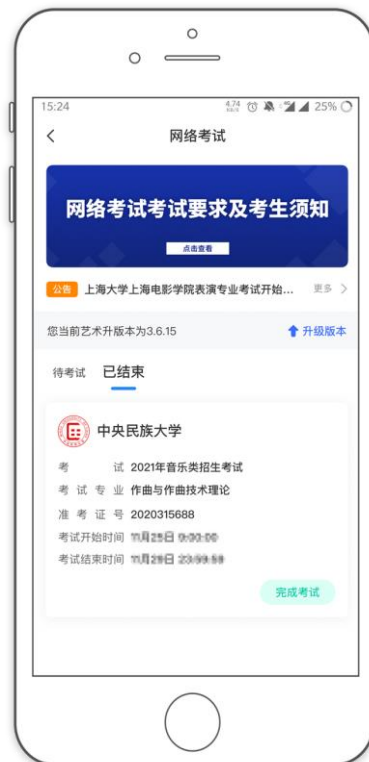 15:24
4.74
KB/S
25%
网络考试
网络考试考试要求及考生须知
点击查看
公告 上海大学上海电影学院表演专业考试开始... 更多
您当前艺术升版本为3.6.15 升级版本
待考试 已结束
中央民族大学
考试 2021年音乐类招生考试
考试专业 作曲与作曲技术理论
准考证号 2020315688
考试开始时间
考试结束时间
完成考试